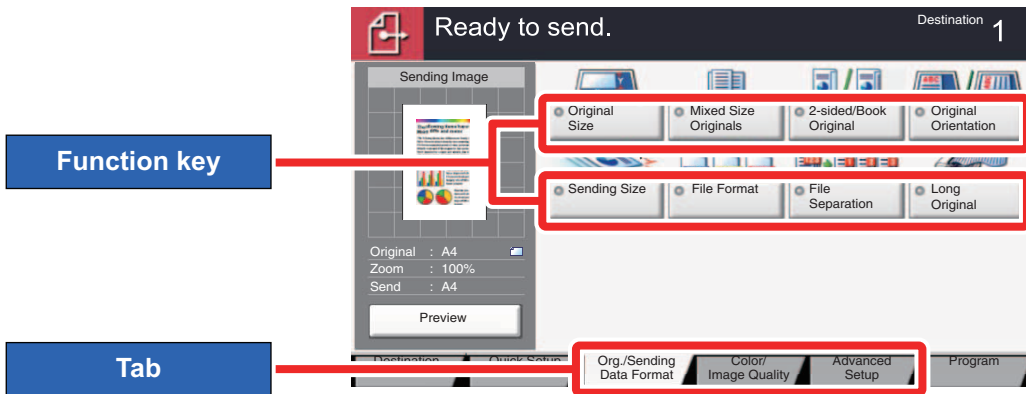 Ready to send.
Destination 1
Sending Image
Original
Size
Mixed Size
Originals
2-sided/Book
Original
Original
Orientation
Function key
Sending Size
File Format
File
Separation
Long
Original
Original : A4
Zoom : 100%
Send : A4
Preview
Tab
Destination
Quick Setup
Org./Sending
Data Format
Color/
Image Quality
Advanced
Setup
Program